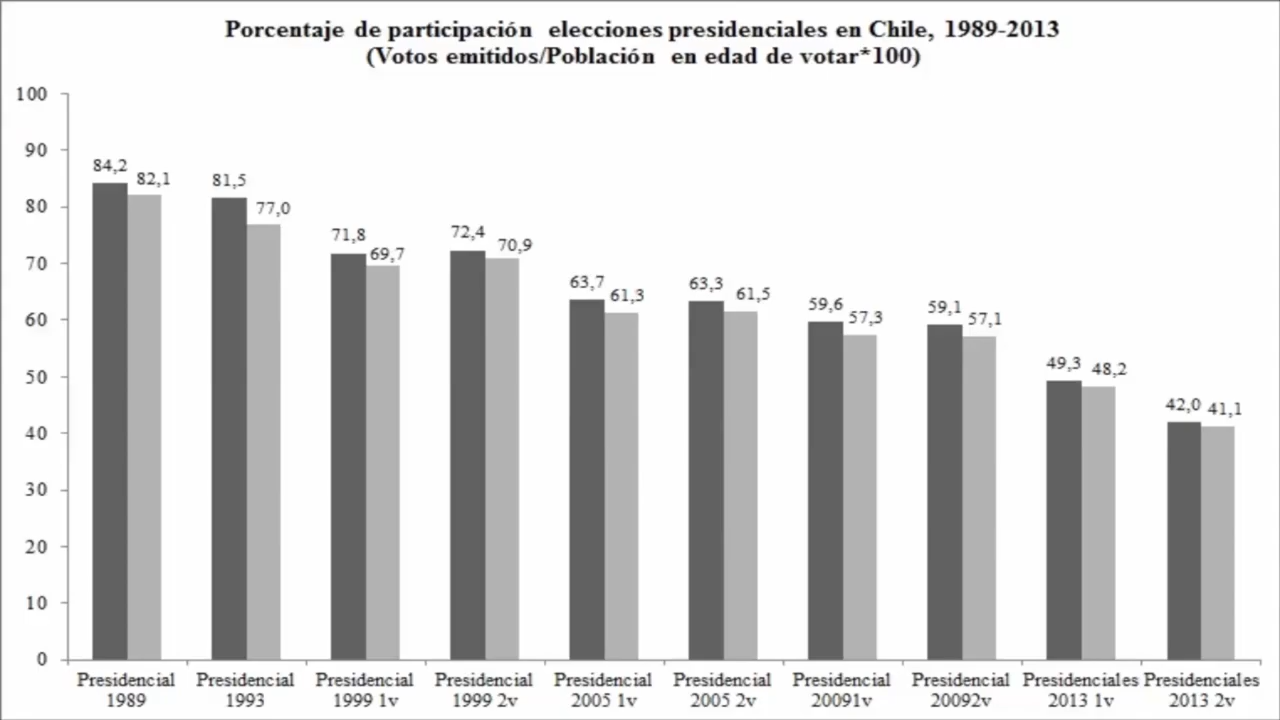 Porcentaje de participación elecciones presidenciales en Chile, 1989-2013
(Votos emitidos/Población en edad de votar*100)
100
90
80
70
60
50
40
30
20
10
0
84,2 82,1
81,5 77,0
71,8 69,7
72,4 70,9
63,7 61,3
63,3 61,5
59,6 57,3
59,1 57,1
49,3 48,2
42,0 41,1
Presidencial
1989
Presidencial
1993
Presidencial
1999 1v
Presidencial
1999 2v
Presidencial
2005 1v
Presidencial
2005 2v
Presidencial
20091v
Presidencial
20092v
Presidenciales
2013 1v
Presidenciales
2013 2v